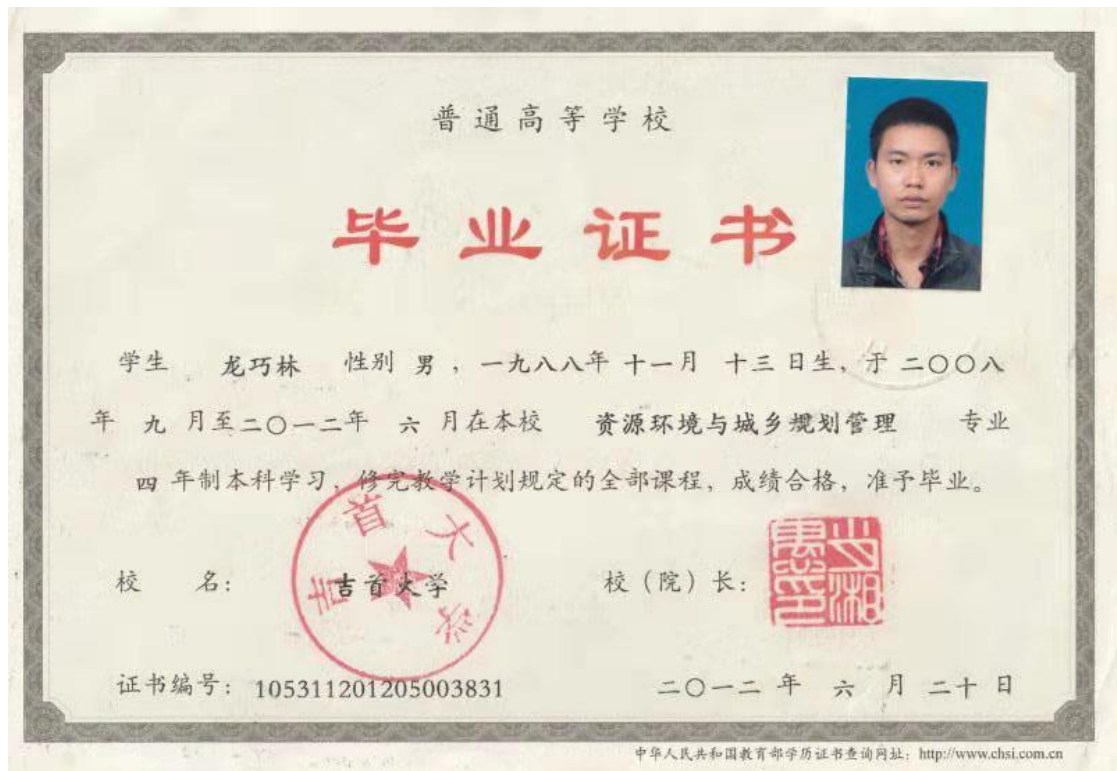 普通高等学校
毕业证书
学生 龙巧林 性别 男 ，一九八八年 十一月 十三 日生，于 二〇〇八
年 九 月至二〇一二年 六 月在本校 资源环境与城乡规划管理 专业
四 年制本科学习，修完教学计划规定的全部课程，成绩合格，准予毕业。
校 名： 吉首大学 校（院）长：
吉首大学
证书编号：105311201205003831 二〇一二 年 六 月 二十 日
中华人民共和国教育部学历证书查询网址：http://www.chsi.com.cn